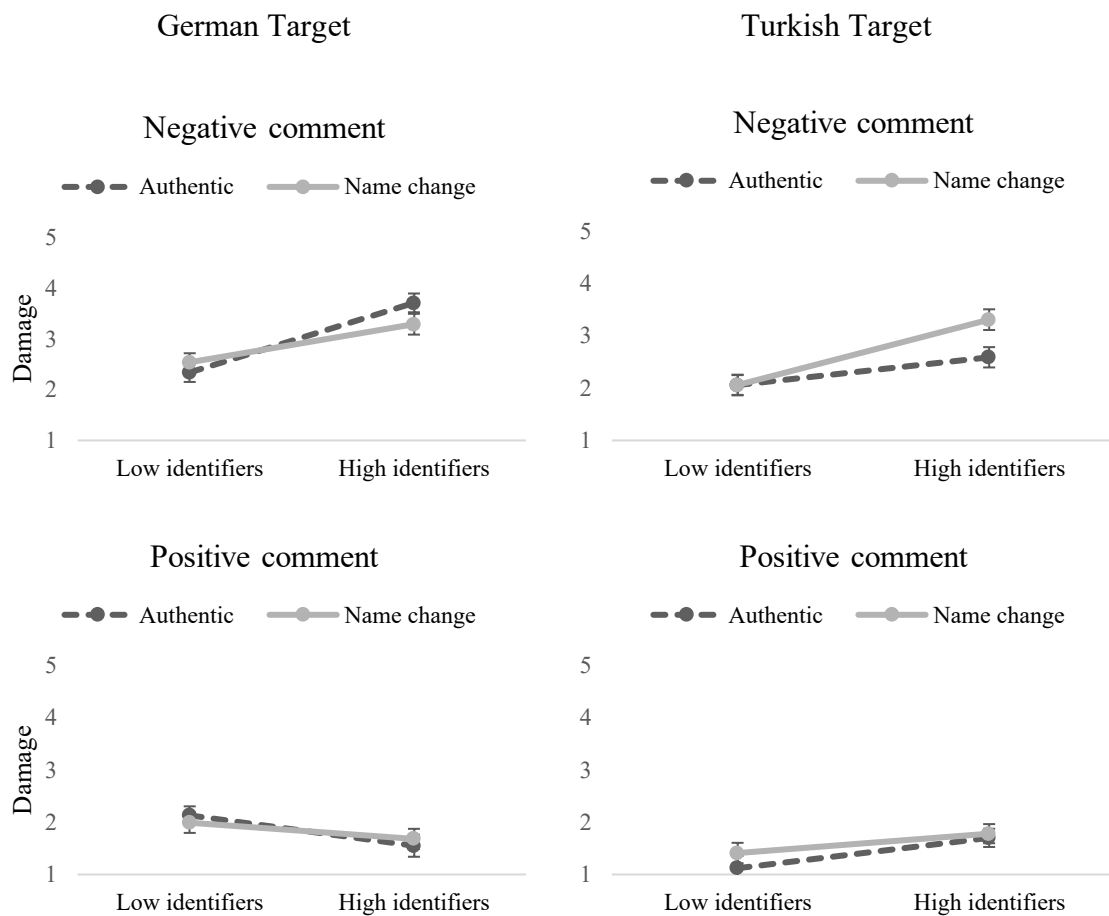 German Target
Turkish Target
Negative comment
Authentic Name change
5
4
3
2
1
Damage
Low identifiers High identifiers
Negative comment
Authentic Name change
5
4
3
2
1
Low identifiers High identifiers
Positive comment
Authentic Name change
5
4
3
2
1
Damage
Low identifiers High identifiers
Positive comment
Authentic Name change
5
4
3
2
1
Low identifiers High identifiers